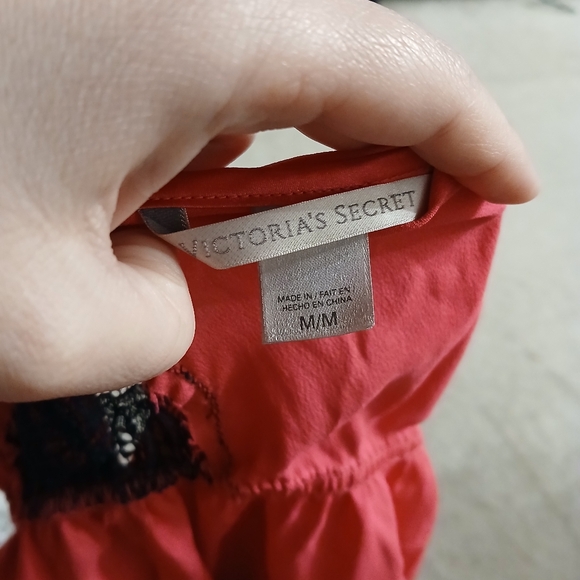 VICTORIA'S SECRET
MADE IN / FAIT EN /
HECHO EN CHINA
M/M